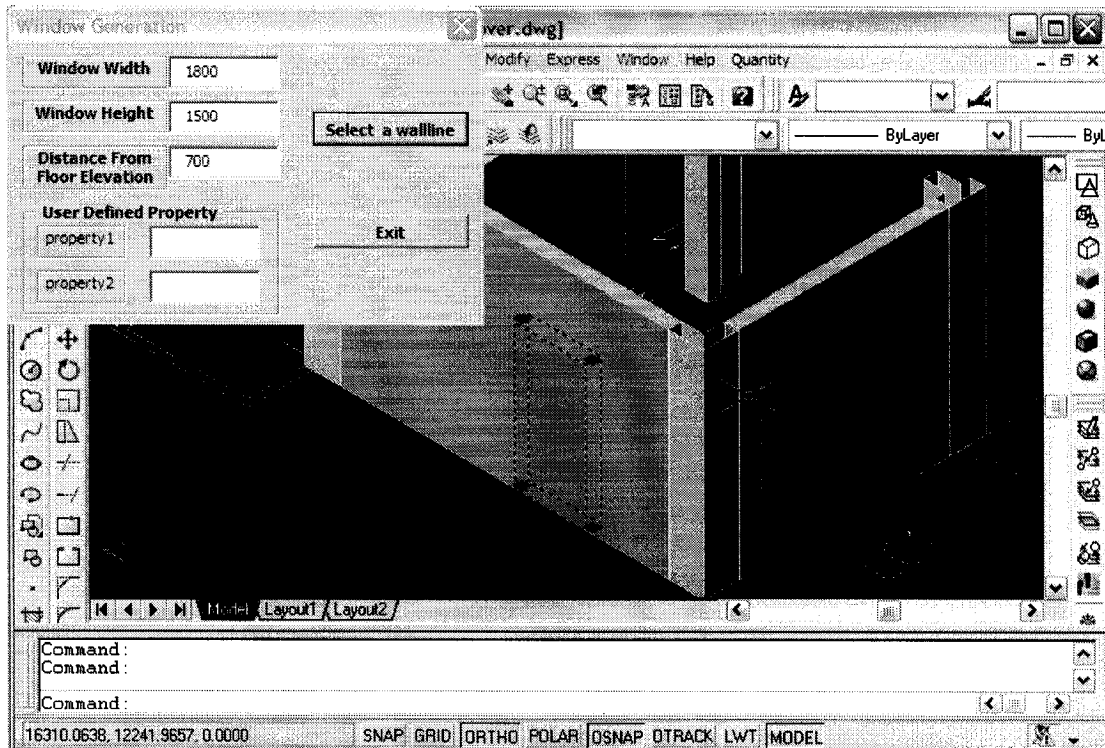 Window Generation
Window Width 1800
Window Height 1500
Distance From
Floor Elevation 700
Select a wallline
User Defined Property
property1
property2
Exit
ver.dwg]
Modify Express Window Help Quantity
ByLayer
ByL
Model Layout1 Layout2
Command:
Command:
Command:
16310.0638, 12241.9657, 0.0000 SNAP GRID ORTHO POLAR OSNAP OTRACK LWT MODEL